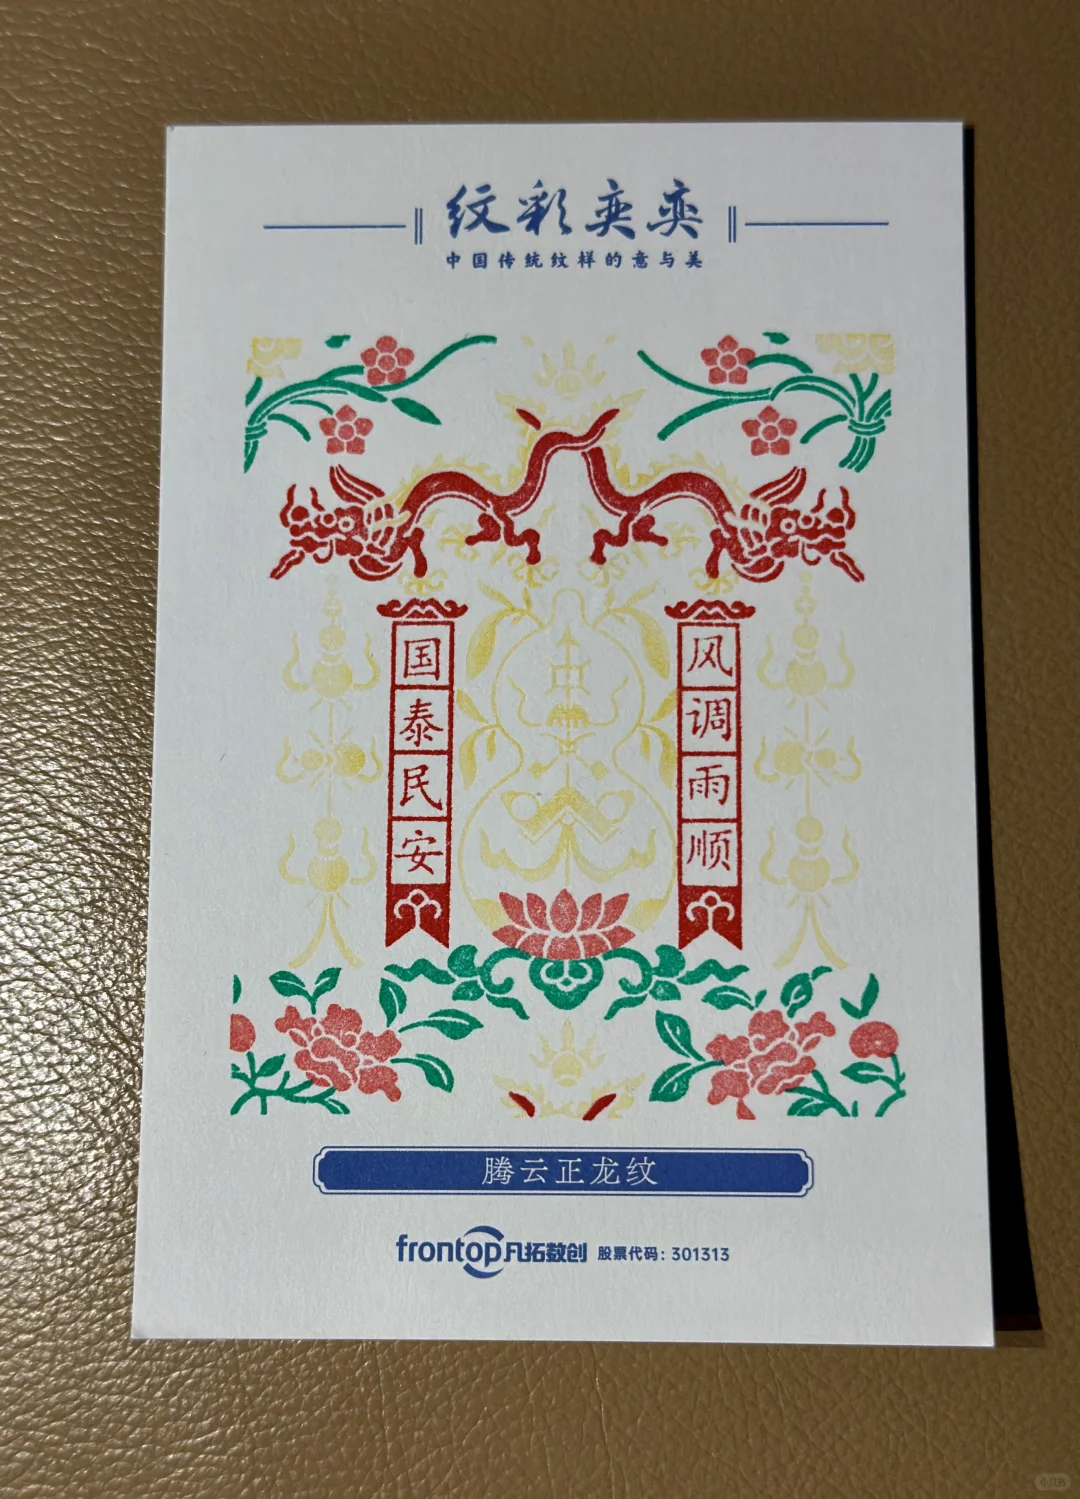 纹彩奕奕
中国传统纹样的意与美
国泰民安
风调雨顺
腾云正龙纹
frontop凡拓数创 股票代码：301313